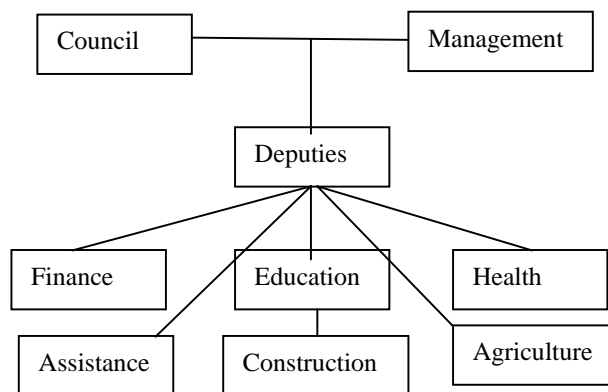 Council
Management
Deputies
Finance
Education
Health
Assistance
Construction
Agriculture